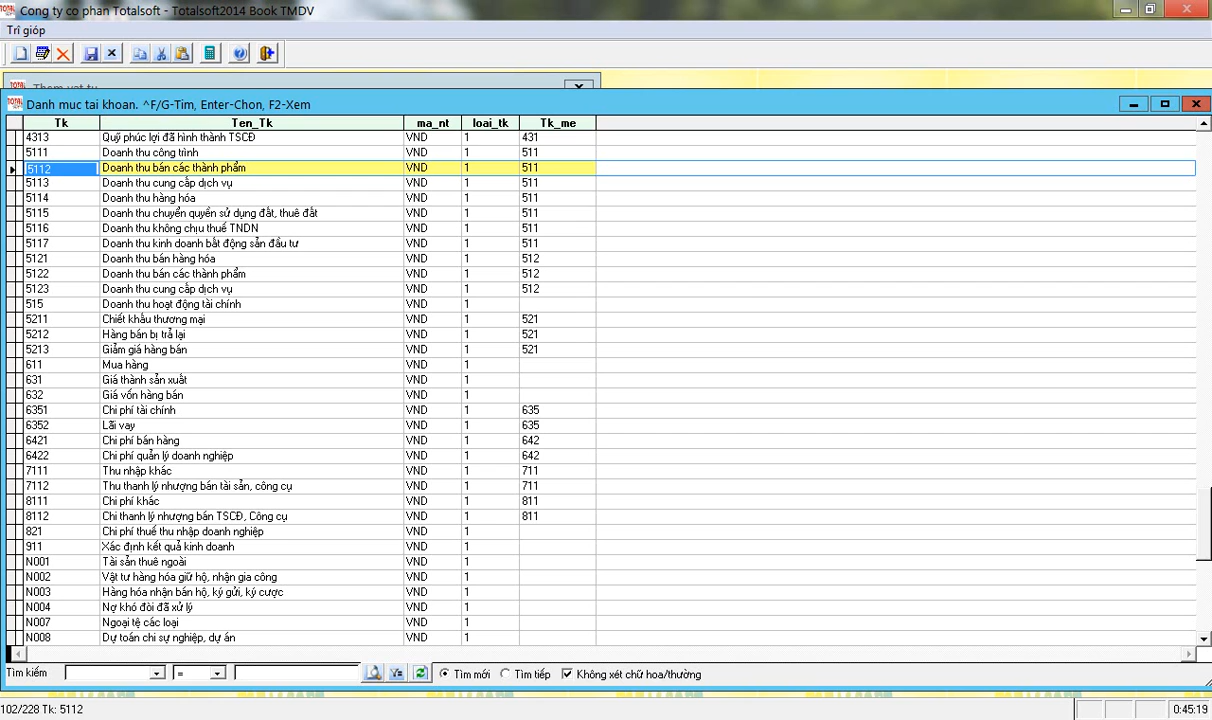 Cong ty co phan Totalsoft - Totalsoft2014 Book TMDV
Trî gióp
Danh muc tai khoan. ^F/G-Tim, Enter-Chon, F2-Xem
Tk Ten_Tk ma_nt loai_tk Tk_me
4313 Quỹ phúc lợi đã hình thành TSCĐ VND 1 431
5111 Doanh thu công trình VND 1 511
5112 Doanh thu bán các thành phẩm VND 1 511
5113 Doanh thu cung cấp dịch vụ VND 1 511
5114 Doanh thu hàng hóa VND 1 511
5115 Doanh thu chuyển quyền sử dụng đất, thuê đất VND 1 511
5116 Doanh thu không chịu thuế TNDN VND 1 511
5117 Doanh thu kinh doanh bất động sản đầu tư VND 1 511
5121 Doanh thu bán hàng hóa VND 1 512
5122 Doanh thu bán các thành phẩm VND 1 512
5123 Doanh thu cung cấp dịch vụ VND 1 512
515 Doanh thu hoạt động tài chính VND 1
5211 Chiết khấu thương mại VND 1 521
5212 Hàng bán bị trả lại VND 1 521
5213 Giảm giá hàng bán VND 1 521
611 Mua hàng VND 1
631 Giá thành sản xuất VND 1
632 Giá vốn hàng bán VND 1
6351 Chi phí tài chính VND 1 635
6352 Lãi vay VND 1 635
6421 Chi phí bán hàng VND 1 642
6422 Chi phí quản lý doanh nghiệp VND 1 642
7111 Thu nhập khác VND 1 711
7112 Thu thanh lý nhượng bán tài sản, công cụ VND 1 711
8111 Chi phí khác VND 1 811
8112 Chi thanh lý nhượng bán TSCĐ, Công cụ VND 1 811
821 Chi phí thuế thu nhập doanh nghiệp VND 1
911 Xác định kết quả kinh doanh VND 1
N001 Tài sản thuê ngoài VND 1
N002 Vật tư hàng hóa giữ hộ, nhận gia công VND 1
N003 Hàng hóa nhận bán hộ, ký gửi, ký cược VND 1
N004 Nợ khó đòi đã xử lý VND 1
N007 Ngoại tệ các loại VND 1
N008 Dự toán chi sự nghiệp, dự án VND 1
Tìm kiếm = Tìm mới Tìm tiếp Không xét chữ hoa/thường
102/228 Tk: 5112 0:45:19